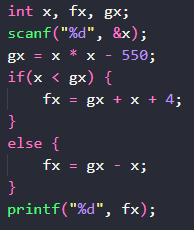 int x, fx, gx;
scanf("%d", &x);
gx = x * x - 550;
if(x < gx) {
    fx = gx + x + 4;
}
else {
    fx = gx - x;
}
printf("%d", fx);